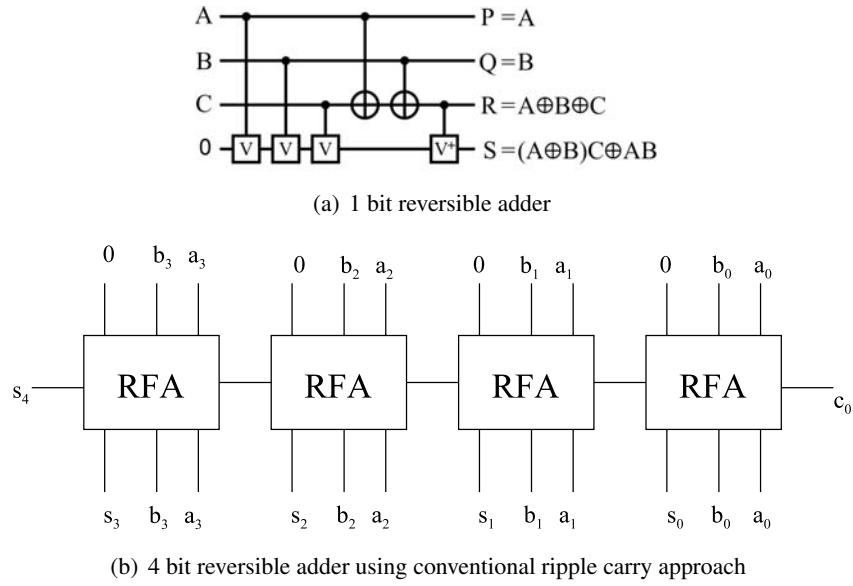 A P = A
B Q = B
C R = A⊕B⊕C
0 V V V V⁺ S = (A⊕B)C⊕AB
(a) 1 bit reversible adder
0 b₃ a₃ 0 b₂ a₂ 0 b₁ a₁ 0 b₀ a₀
s₄ RFA RFA RFA RFA c₀
s₃ b₃ a₃ s₂ b₂ a₂ s₁ b₁ a₁ s₀ b₀ a₀
(b) 4 bit reversible adder using conventional ripple carry approach